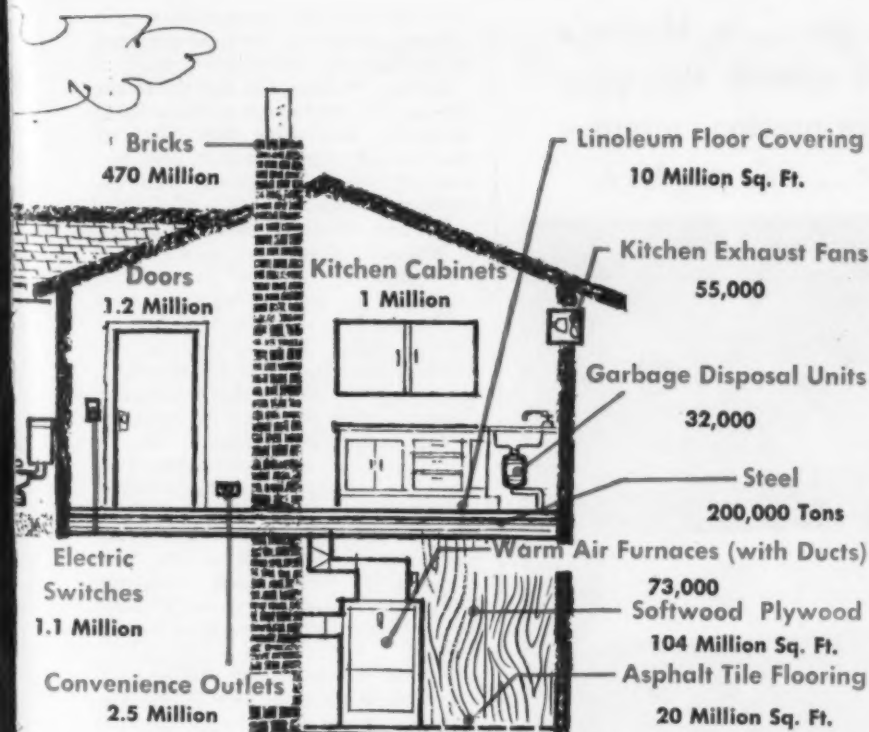 Bricks
470 Million
Linoleum Floor Covering
10 Million Sq. Ft.
Doors
1.2 Million
Kitchen Cabinets
1 Million
Kitchen Exhaust Fans
55,000
Garbage Disposal Units
32,000
Steel
200,000 Tons
Electric
Switches
1.1 Million
Warm Air Furnaces (with Ducts)
73,000
Softwood Plywood
104 Million Sq. Ft.
Convenience Outlets
2.5 Million
Asphalt Tile Flooring
20 Million Sq. Ft.